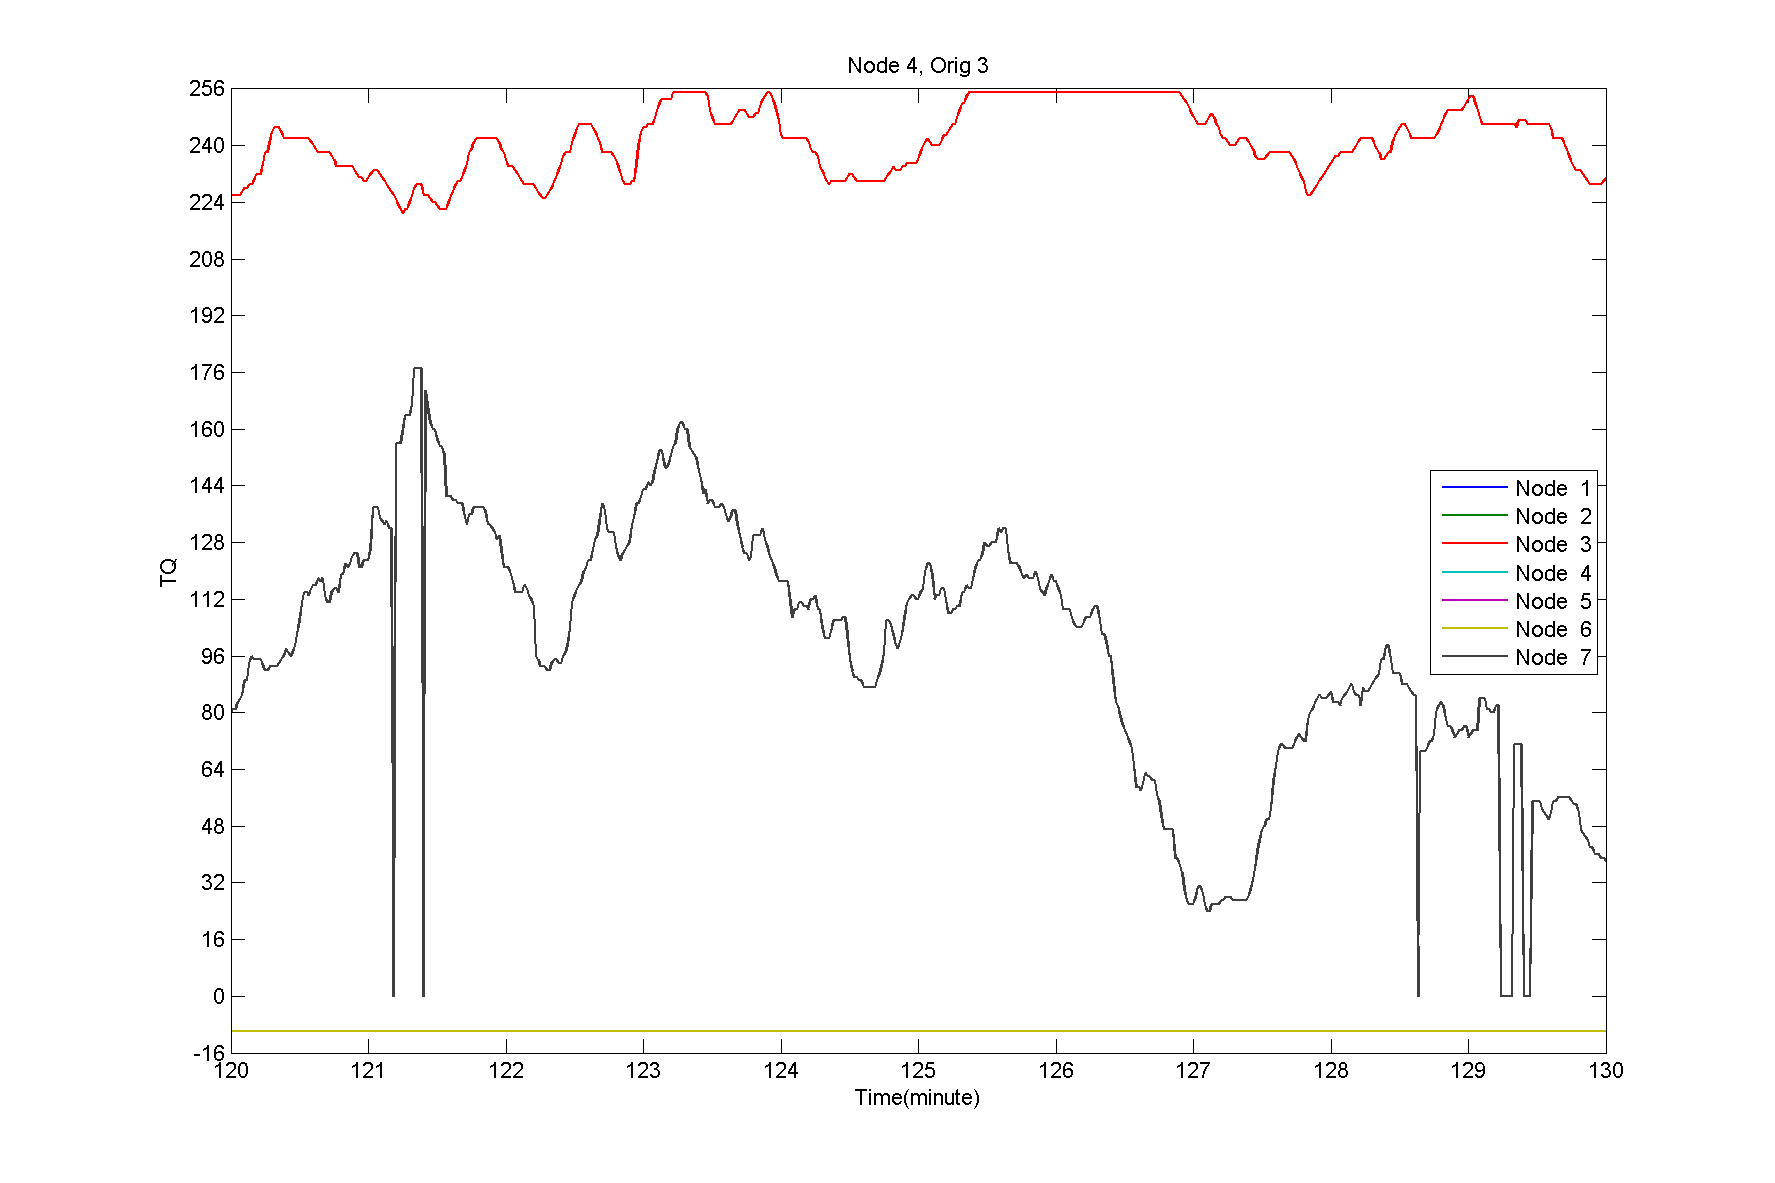 Node 4, Orig 3
256
240
224
208
192
176
160
144
128
112
96
80
64
48
32
16
0
-16
TQ
Node 1
Node 2
Node 3
Node 4
Node 5
Node 6
Node 7
120 121 122 123 124 125 126 127 128 129 130
Time(minute)